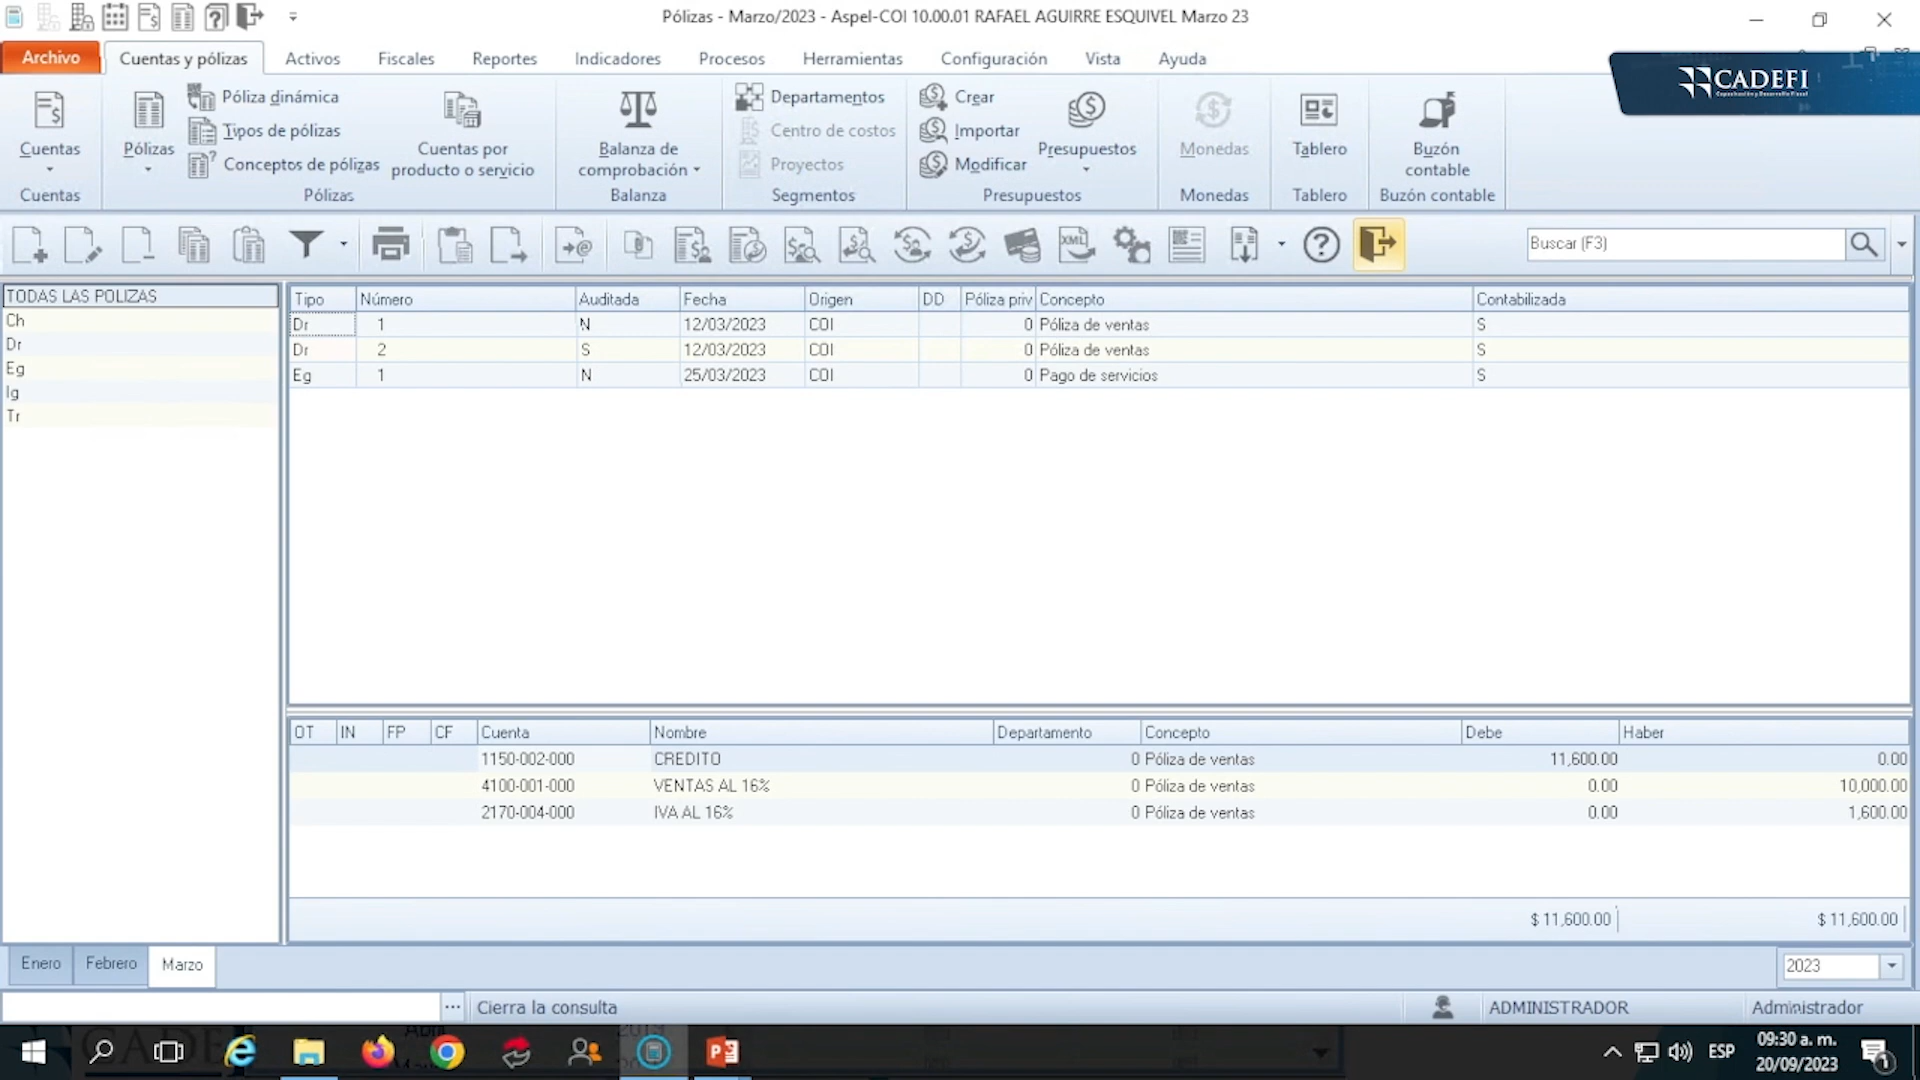 Pólizas - Marzo/2023 - Aspel-COI 10.00.01 RAFAEL AGUIRRE ESQUIVEL Marzo 23
Archivo Cuentas y pólizas Activos Fiscales Reportes Indicadores Procesos Herramientas Configuración Vista Ayuda
CADEFI
Cuentas
Cuentas
Pólizas
Póliza dinámica
Tipos de pólizas
Conceptos de pólizas
Cuentas por
producto o servicio
Pólizas
Balanza de
comprobación
Balanza
Departamentos
Centro de costos
Proyectos
Segmentos
Crear
Importar
Modificar
Presupuestos
Presupuestos
Monedas
Monedas
Tablero
Tablero
Buzón
contable
Buzón contable
XML
Buscar (F3)
TODAS LAS POLIZAS
Ch
Dr
Eg
Ig
Tr
Tipo Número Auditada Fecha Origen DD Póliza priv Concepto Contabilizada
Dr 1 N 12/03/2023 COI 0 Póliza de ventas S
Dr 2 S 12/03/2023 COI 0 Póliza de ventas S
Eg 1 N 25/03/2023 COI 0 Pago de servicios S
OT IN FP CF Cuenta Nombre Departamento Concepto Debe Haber
1150-002-000 CREDITO 0 Póliza de ventas 11,600.00 0.00
4100-001-000 VENTAS AL 16% 0 Póliza de ventas 0.00 10,000.00
2170-004-000 IVA AL 16% 0 Póliza de ventas 0.00 1,600.00
$ 11,600.00 $ 11,600.00
Enero Febrero Marzo 2023
... Cierra la consulta ADMINISTRADOR Administrador
ESP
09:30 a. m.
20/09/2023
1